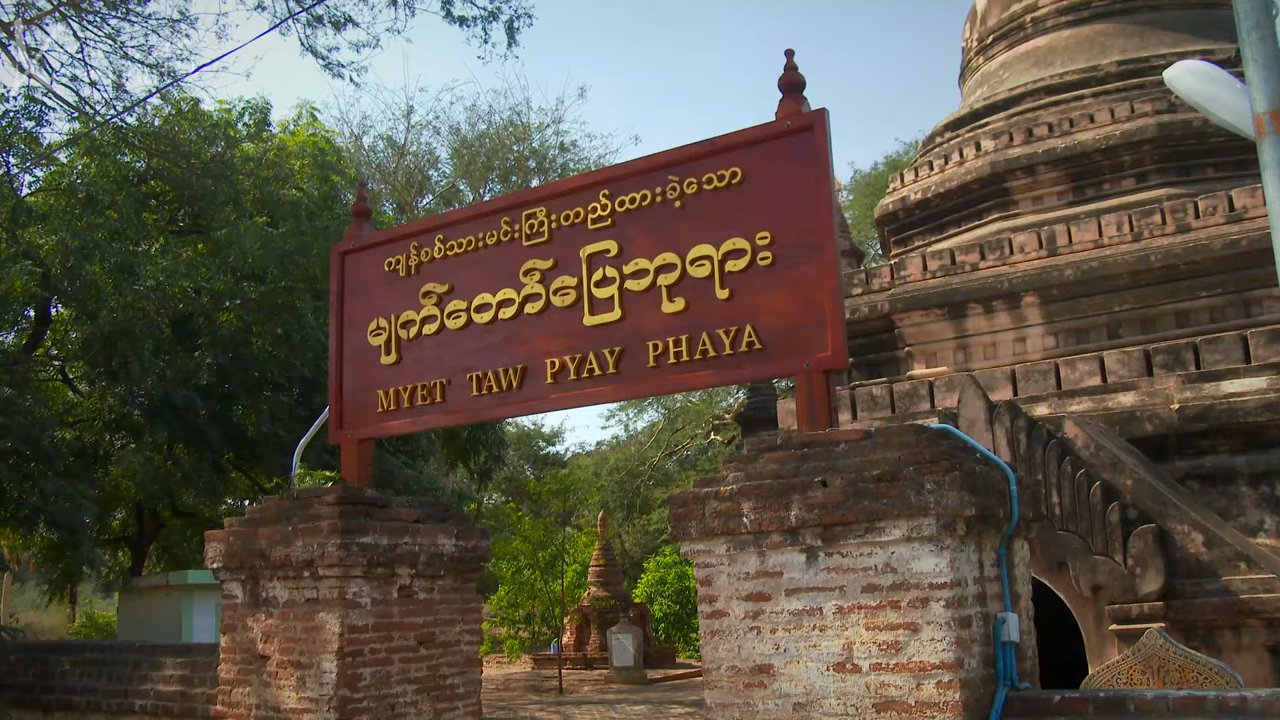 ကျန်စစ်သားမင်းကြီးတည်ထားခဲ့သော
မျက်တော်ပြေဘုရား
MYET TAW PYAY PHAYA